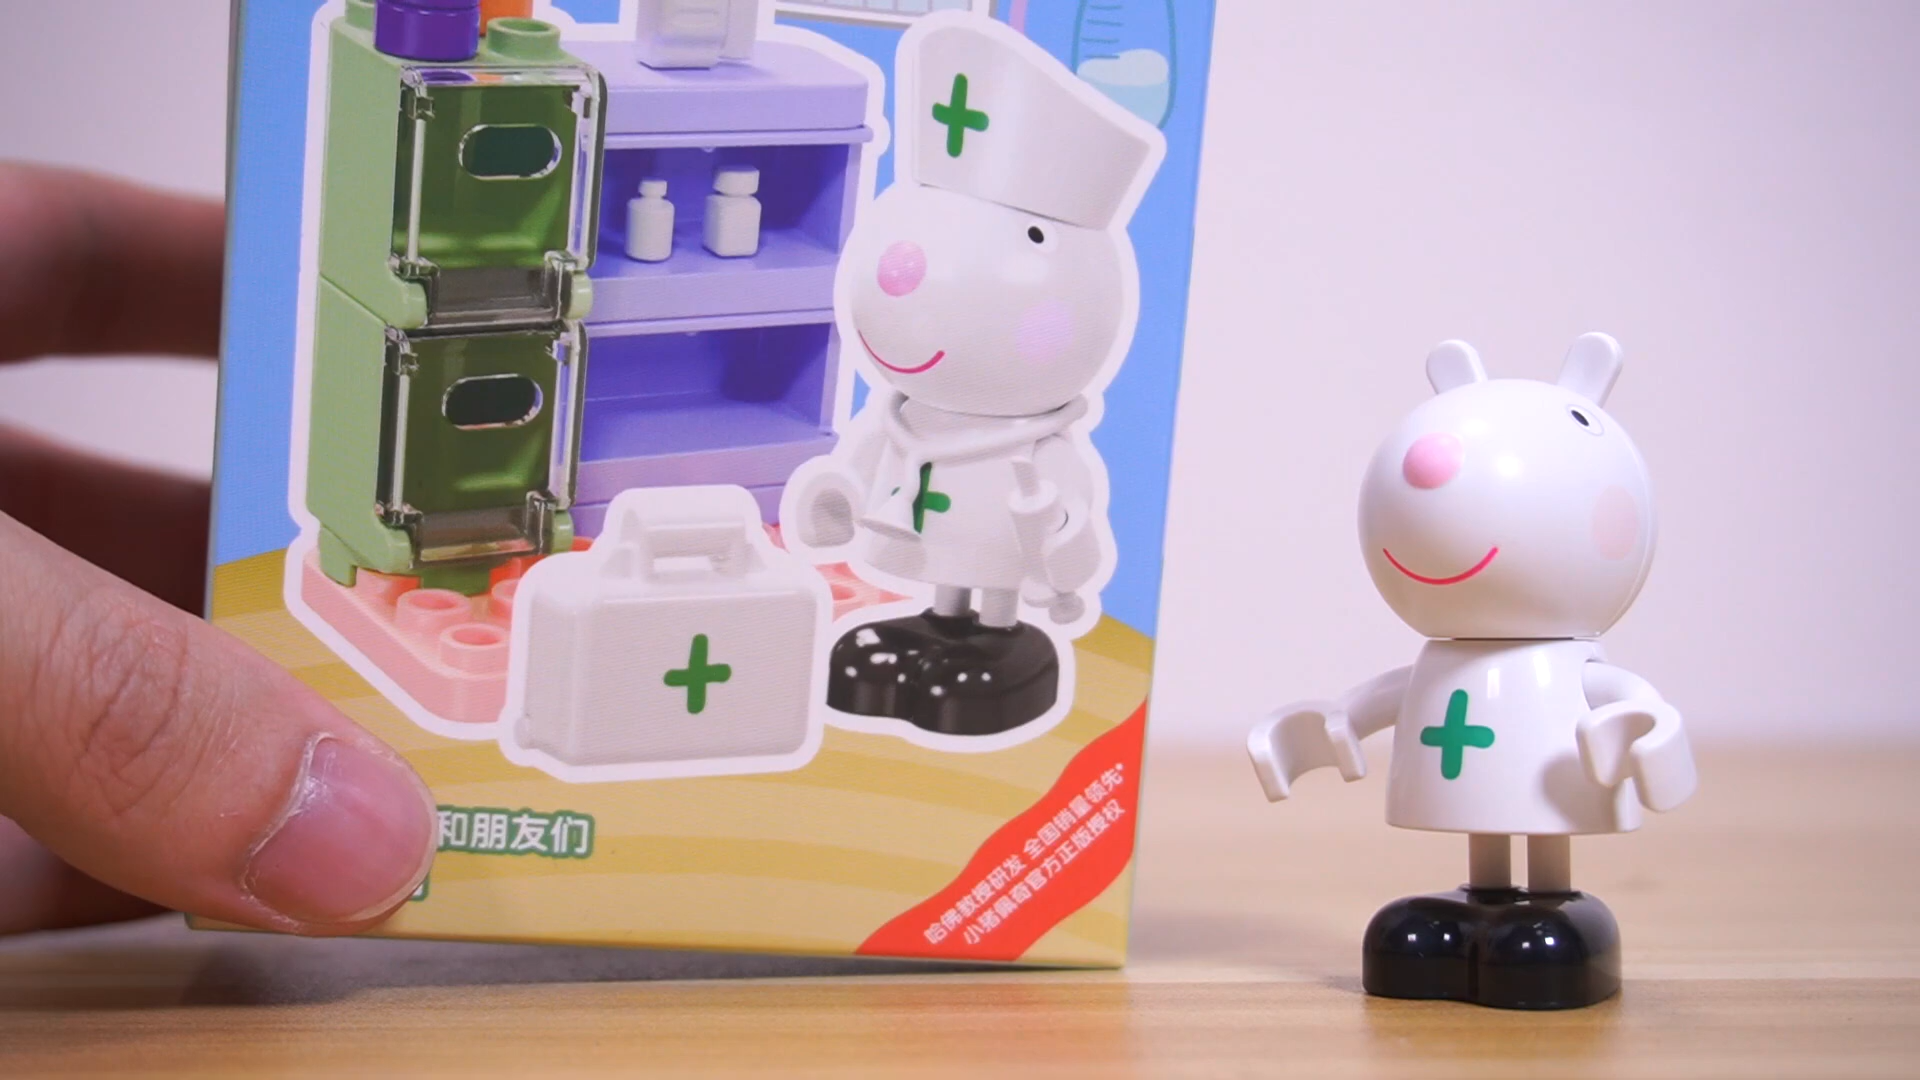 和朋友们
哈佛教授研发 全国销量领先*
小猪佩奇官方正版授权